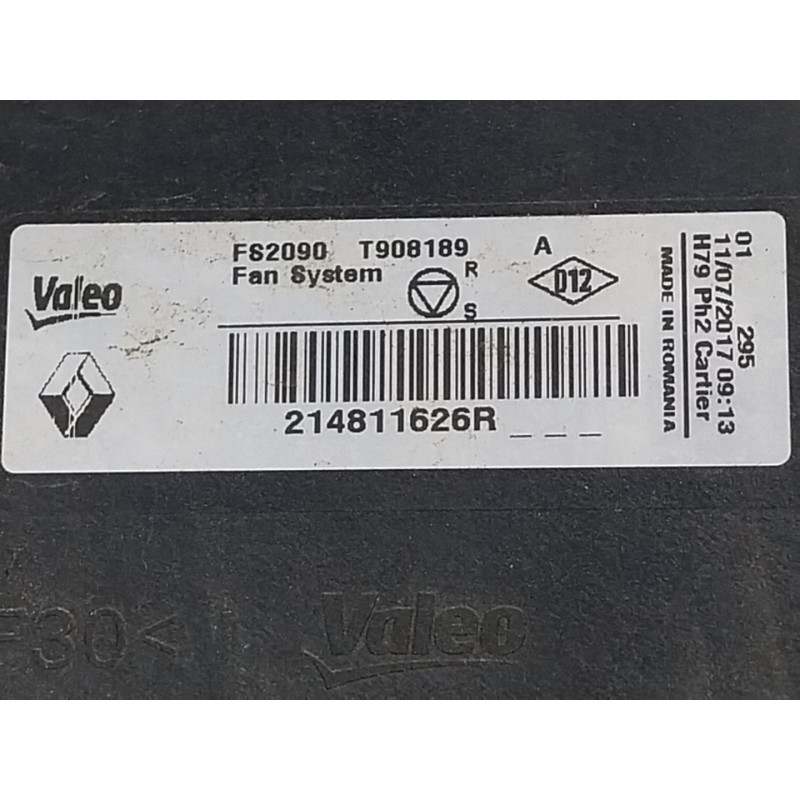 FS2090 T908189 A
Fan System
R
S
D12
Valeo
214811626R _ _ _
01 295
11/07/2017 09:13
H79 Ph2 Cartier
MADE IN ROMANIA
F30<
Valeo